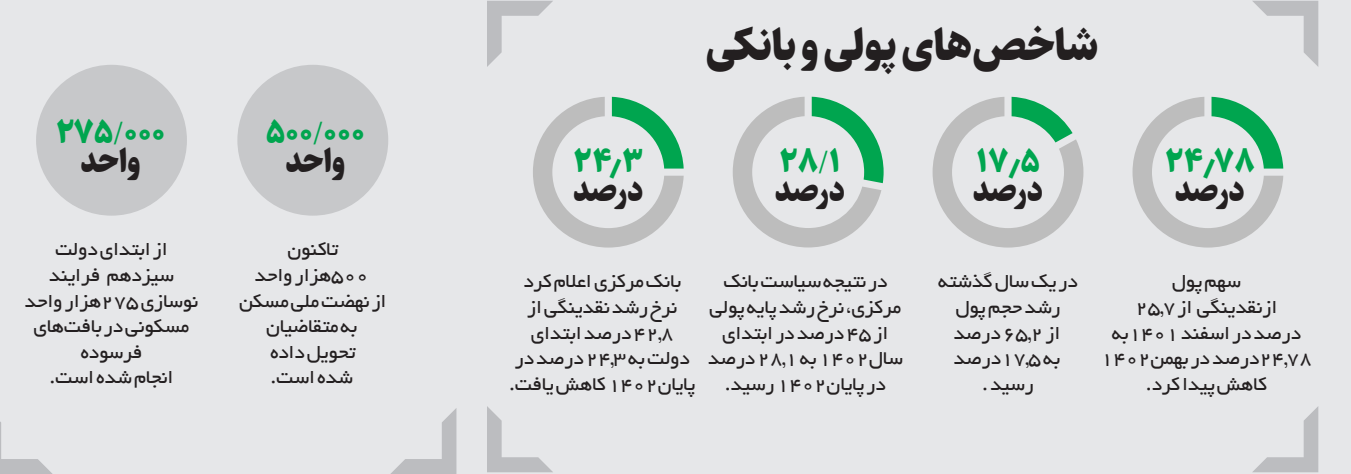 شاخص‌های پولی و بانکی
۲۴٫۷۸
درصد
سهم پول
ازنقدینگی از ۲۵,۷
درصد در اسفند ۱۴۰۱ به
۲۴,۷۸ درصد در بهمن ۱۴۰۲
کاهش پیدا کرد.
۱۷٫۵
درصد
در یک سال گذشته
رشد حجم پول
از ۶۵,۲ درصد
به ۱۷,۵ درصد
رسید .
۲۸/۱
درصد
در نتیجه سیاست بانک
مرکزی، نرخ رشد پایه پولی
از ۴۵ درصد در ابتدای
سال ۱۴۰۲ به ۲۸,۱ درصد
در پایان ۱۴۰۲ رسید.
۲۴٫۳
درصد
بانک مرکزی اعلام کرد
نرخ رشد نقدینگی از
۴۲,۸ درصد ابتدای
دولت به ۲۴,۳ درصد در
پایان ۱۴۰۲ کاهش یافت.
۵۰۰/۰۰۰
واحد
تاکنون
۵۰۰هزار واحد
از نهضت ملی مسکن
به متقاضیان
تحویل داده
شده است.
۲۷۵/۰۰۰
واحد
از ابتدای دولت
سیزدهم فرایند
نوسازی ۲۷۵ هزار واحد
مسکونی در بافت‌های
فرسوده
انجام شده است.